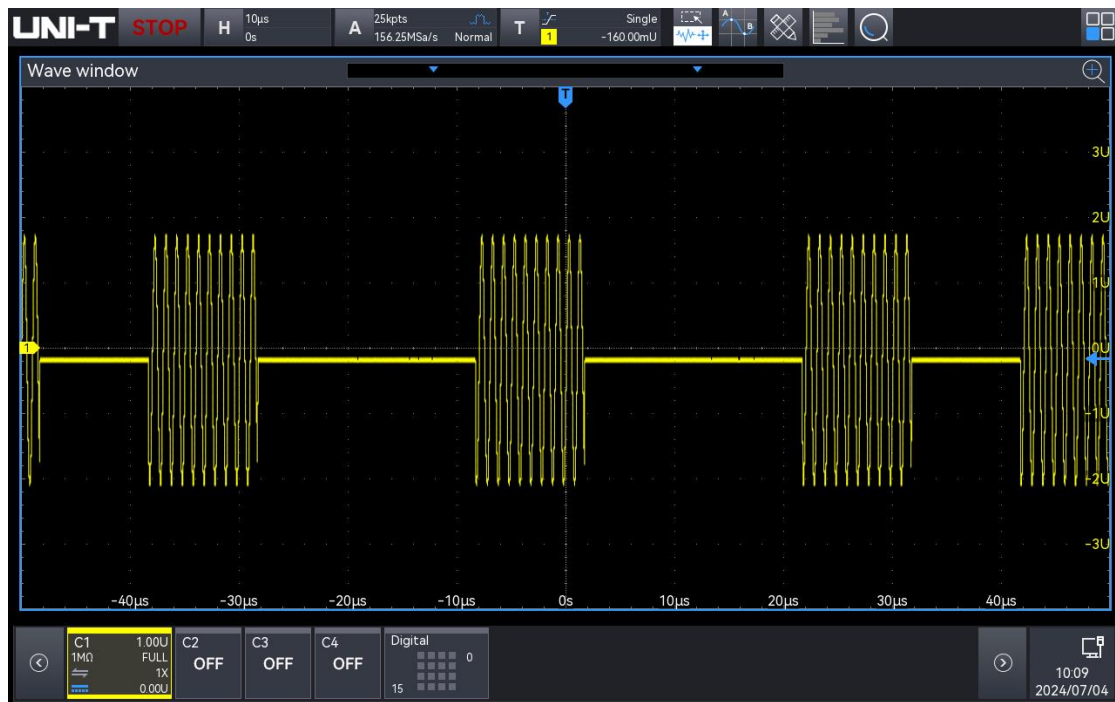 UNI-T STOP H 10µs 0s A 25kpts 156.25MSa/s Normal T 1 Single -160.00mU A B
Wave window
T
3U
2U
1U
1 0U
-1U
-2U
-3U
-40µs -30µs -20µs -10µs 0s 10µs 20µs 30µs 40µs
C1 1.00U 1MΩ FULL 1X 0.00U
C2 OFF
C3 OFF
C4 OFF
Digital 0 15
10:09
2024/07/04